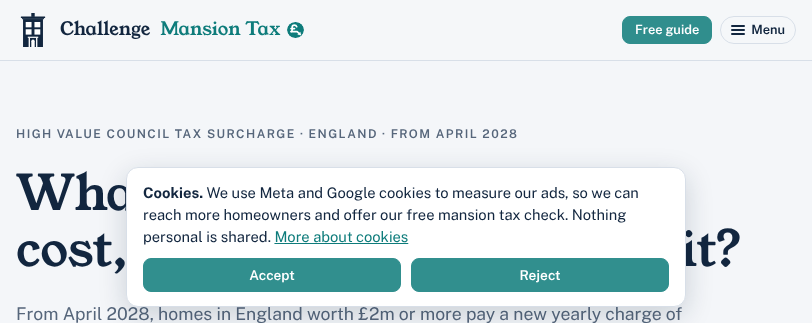 Challenge Mansion Tax £
Free guide
Menu
HIGH VALUE COUNCIL TAX SURCHARGE · ENGLAND · FROM APRIL 2028
cost,
it?
Cookies. We use Meta and Google cookies to measure our ads, so we can
reach more homeowners and offer our free mansion tax check. Nothing
personal is shared. More about cookies
Accept
Reject
From April 2028, homes in England worth £2m or more pay a new yearly charge of